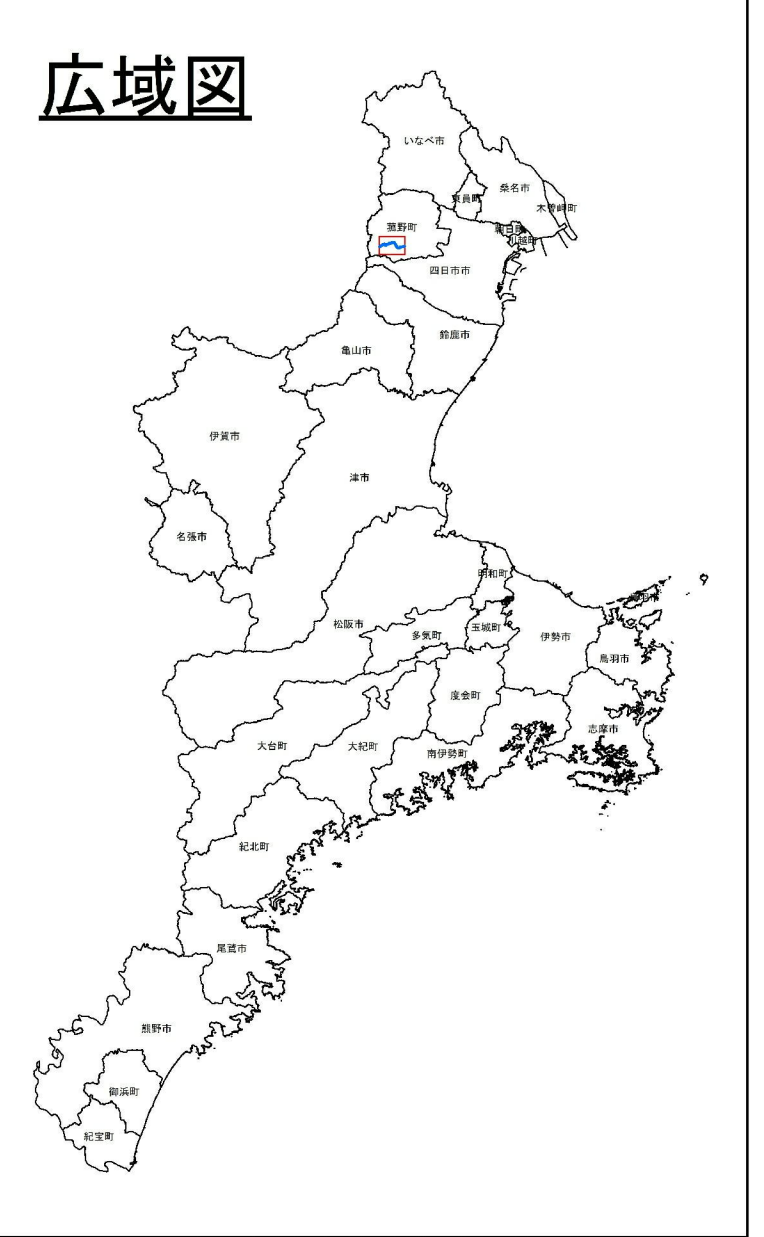 広域図
いなべ市
桑名市
東員町
木曽岬町
菰野町
朝日町
川越町
四日市市
鈴鹿市
亀山市
伊賀市
津市
名張市
明和町
松阪市
多気町
玉城町
伊勢市
鳥羽市
鳥羽市
度会町
志摩市
大台町
大紀町
南伊勢町
紀北町
尾鷲市
熊野市
御浜町
紀宝町